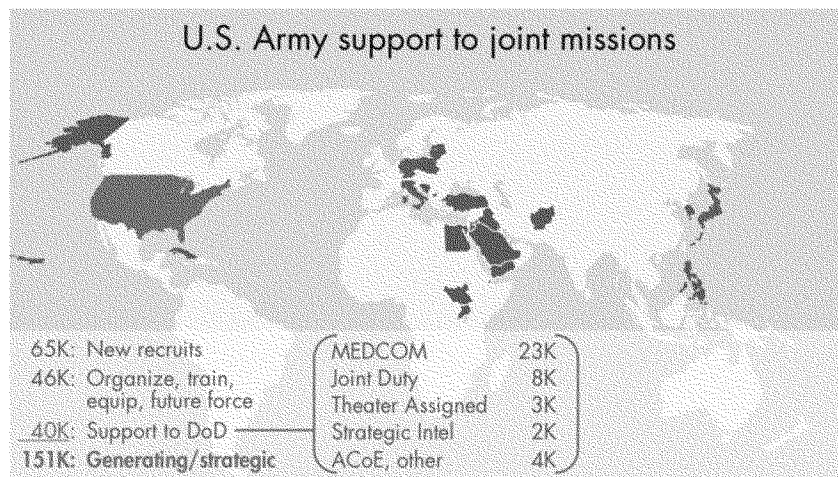 U.S. Army support to joint missions
65K: New recruits
46K: Organize, train,
equip, future force
40K: Support to DoD
151K: Generating/strategic
MEDCOM 23K
Joint Duty 8K
Theater Assigned 3K
Strategic Intel 2K
ACoE, other 4K